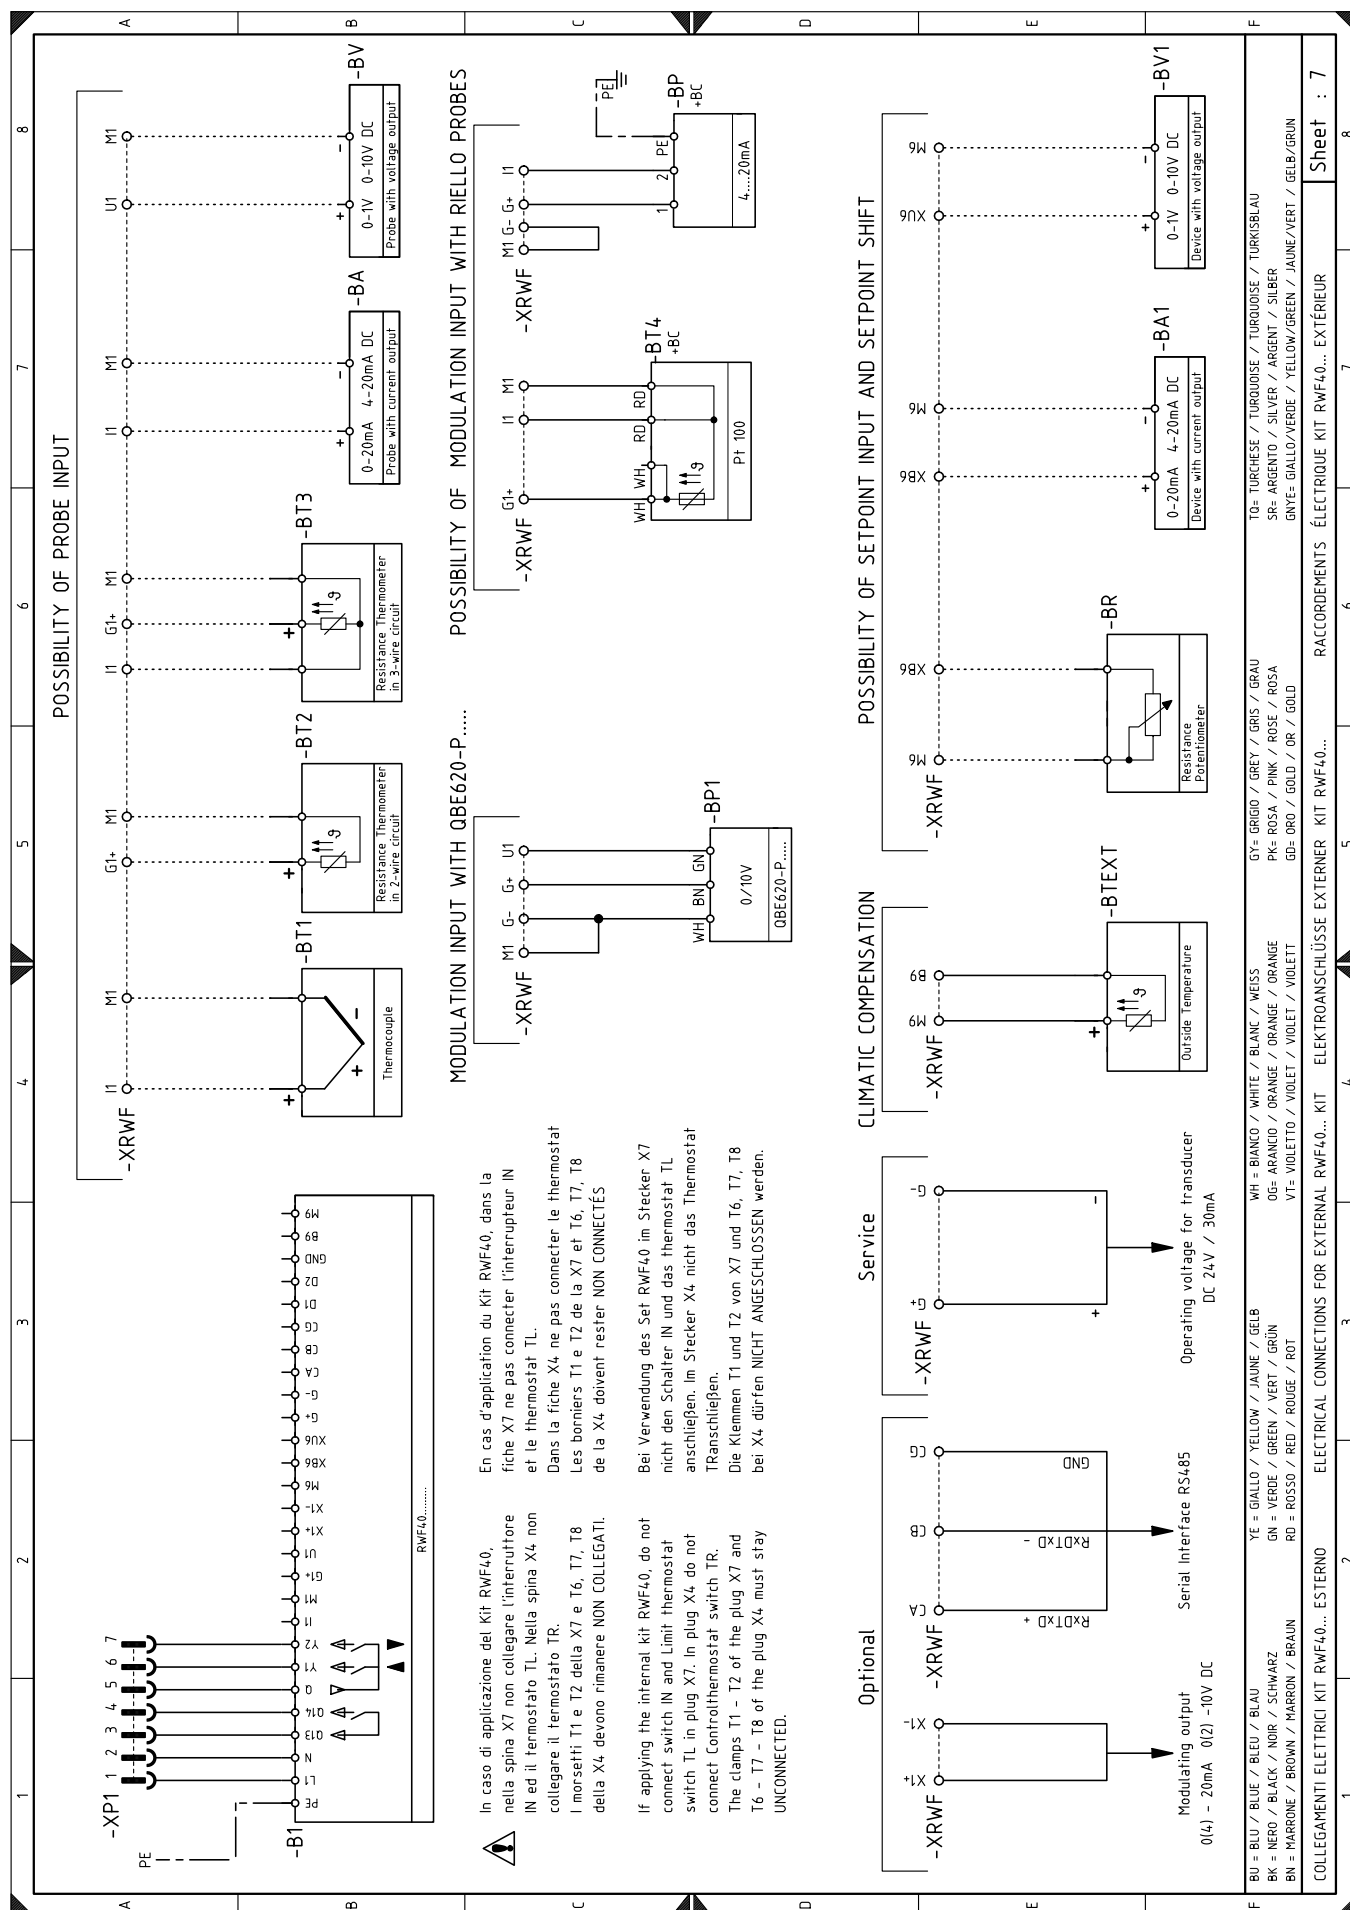 1 2 3 4 5 6 7 8
A B C D E F
POSSIBILITY OF PROBE INPUT
-XP1
1 2 3 4 5 6 7
PE
-B1
PE L1 N Q13 Q14 Q Y1 Y2 I1 M1 G1+ U1 X1+ X1- M6 XB6 XU6 G+ G- CA CB CG D1 D2 GND B9 M9
RWF40.........
-XRWF
I1 M1
+
-BT1
+ -
Thermocouple
G1+ M1
+
-BT2
ϑ
Resistance Thermometer
in 2-wire circuit
I1 G1+ M1
+
-BT3
ϑ
Resistance Thermometer
in 3-wire circuit
I1 M1
+ -
-BA
0-20mA 4-20mA DC
Probe with current output
U1 M1
+ -
-BV
0-1V 0-10V DC
Probe with voltage output
In caso di applicazione del Kit RWF40,
nella spina X7 non collegare l'interruttore
IN ed il termostato TL. Nella spina X4 non
collegare il termostato TR.
I morsetti T1 e T2 della X7 e T6, T7, T8
della X4 devono rimanere NON COLLEGATI.
If applying the internal kit RWF40, do not
connect switch IN and Limit thermostat
switch TL in plug X7. In plug X4 do not
connect Controlthermostat switch TR.
The clamps T1 - T2 of the plug X7 and
T6 - T7 - T8 of the plug X4 must stay
UNCONNECTED.
En cas d'application du Kit RWF40, dans la
fiche X7 ne pas connecter l'interrupteur IN
et le thermostat TL.
Dans la fiche X4 ne pas connecter le thermostat
Les borniers T1 e T2 de la X7 et T6, T7, T8
de la X4 doivent rester NON CONNECTÉS
Bei Verwendung des Set RWF40 im Stecker X7
nicht den Schalter IN und das thermostat TL
anschließen. Im Stecker X4 nicht das Thermostat
TRanschließen.
Die Klemmen T1 und T2 von X7 und T6, T7, T8
bei X4 dürfen NICHT ANGESCHLOSSEN werden.
MODULATION INPUT WITH QBE620-P.....
-XRWF
M1 G- G+ U1
WH BN GN
-BP1
0/10V
QBE620-P.....
POSSIBILITY OF MODULATION INPUT WITH RIELLO PROBES
-XRWF
G1+ I1 M1
WH WH RD RD
-BT4
+BC
ϑ
Pt 100
-XRWF
M1 G- G+ I1
PE
1 2 PE
-BP
+BC
4....20mA
Optional
-XRWF
X1+ X1-
Modulating output
0(4) - 20mA 0(2) -10V DC
-XRWF
CA CB CG
RxDTxD +
RxDTxD -
GND
Serial Interface RS485
Service
-XRWF
G+ G-
+ -
Operating voltage for transducer
DC 24V / 30mA
CLIMATIC COMPENSATION
-XRWF
M9 B9
+
-BTEXT
ϑ
Outside Temperature
POSSIBILITY OF SETPOINT INPUT AND SETPOINT SHIFT
-XRWF
M6 XB6
-BR
Resistance
Potentiometer
XB6 M6
+ -
-BA1
0-20mA 4-20mA DC
Device with current output
XU6 M6
+ -
-BV1
0-1V 0-10V DC
Device with voltage output
BU = BLU / BLUE / BLEU / BLAU
BK = NERO / BLACK / NOIR / SCHWARZ
BN = MARRONE / BROWN / MARRON / BRAUN
YE = GIALLO / YELLOW / JAUNE / GELB
GN = VERDE / GREEN / VERT / GRÜN
RD = ROSSO / RED / ROUGE / ROT
WH = BIANCO / WHITE / BLANC / WEISS
OG= ARANCIO / ORANGE / ORANGE / ORANGE
VT= VIOLETTO / VIOLET / VIOLET / VIOLETT
GY= GRIGIO / GREY / GRIS / GRAU
PK= ROSA / PINK / ROSE / ROSA
GD= ORO / GOLD / OR / GOLD
TQ= TURCHESE / TURQUOISE / TURQUOISE / TURKISBLAU
SR= ARGENTO / SILVER / ARGENT / SILBER
GNYE= GIALLO/VERDE / YELLOW/GREEN / JAUNE/VERT / GELB/GRUN
COLLEGAMENTI ELETTRICI KIT RWF40... ESTERNO
ELECTRICAL CONNECTIONS FOR EXTERNAL RWF40... KIT
ELEKTROANSCHLÜSSE EXTERNER KIT RWF40...
RACCORDEMENTS ÉLECTRIQUE KIT RWF40... EXTÉRIEUR
Sheet : 7
1 2 3 4 5 6 7 8
A B C D E F